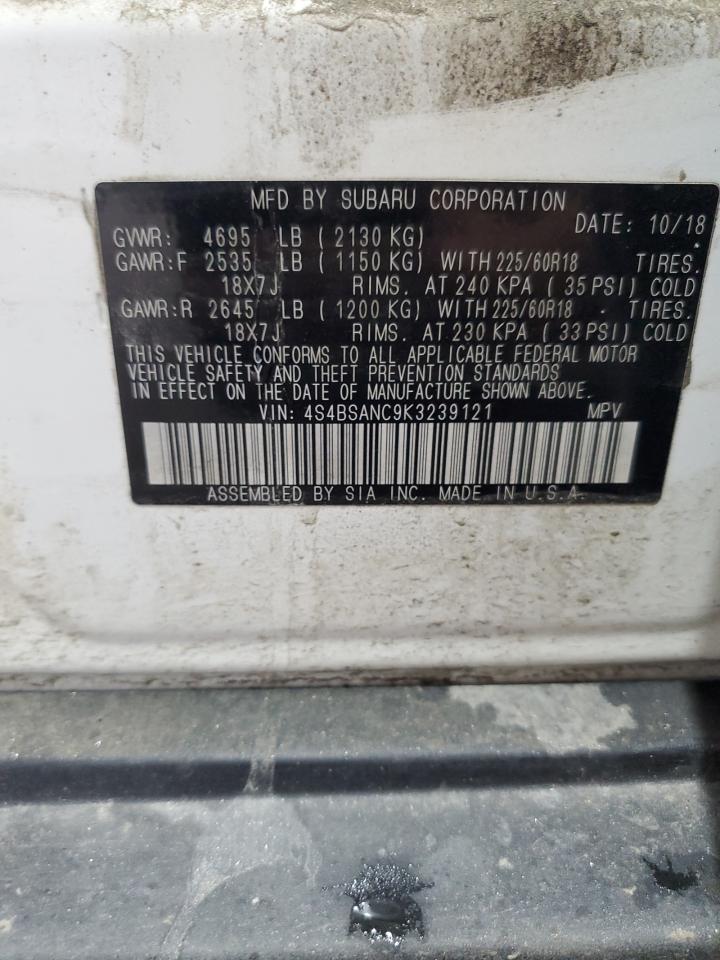 MFD BY SUBARU CORPORATION
DATE: 10/18
GVWR: 4695 LB ( 2130 KG)
GAWR:F 2535 LB ( 1150 KG) WITH 225/60R18 TIRES.
18X7J RIMS. AT 240 KPA ( 35 PSI) COLD
GAWR:R 2645 LB ( 1200 KG) WITH 225/60R18 TIRES.
18X7J RIMS. AT 230 KPA ( 33 PSI) COLD
THIS VEHICLE CONFORMS TO ALL APPLICABLE FEDERAL MOTOR
VEHICLE SAFETY AND THEFT PREVENTION STANDARDS
IN EFFECT ON THE DATE OF MANUFACTURE SHOWN ABOVE.
VIN: 4S4BSANC9K3239121 MPV
ASSEMBLED BY SIA INC. MADE IN U.S.A.